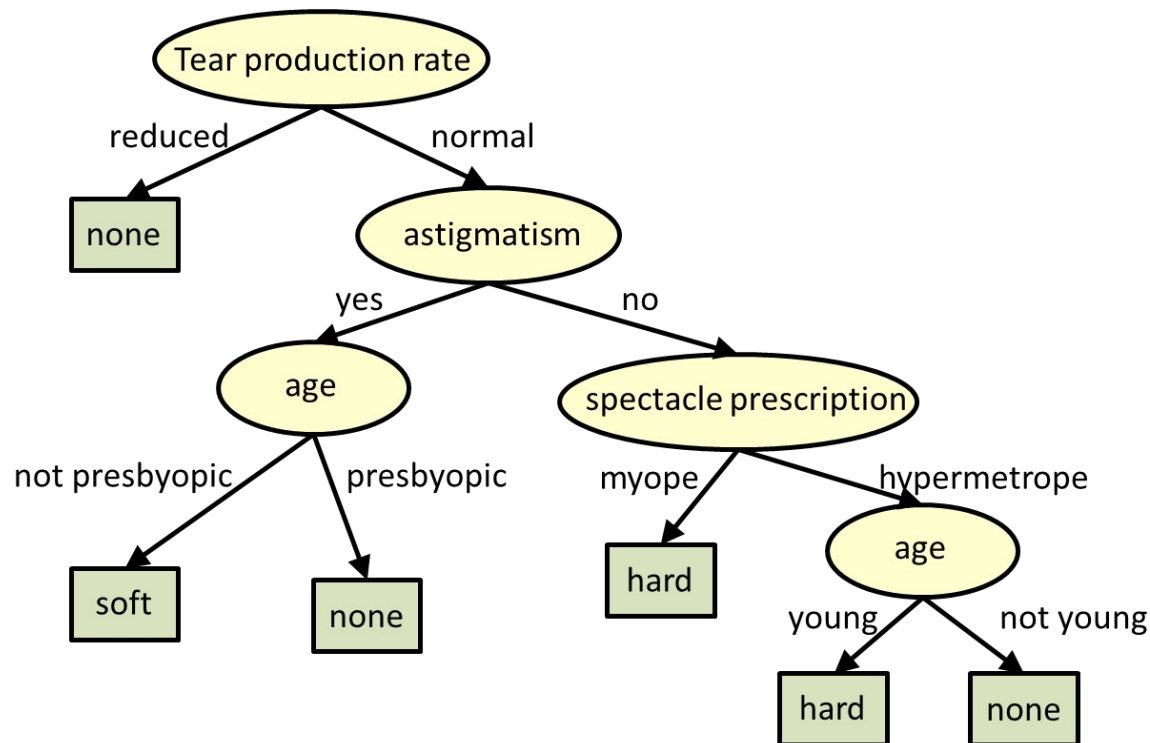 Tear production rate
reduced
normal
none
astigmatism
yes
no
age
spectacle prescription
not presbyopic
presbyopic
myope
hypermetrope
soft
none
hard
age
young
not young
hard
none